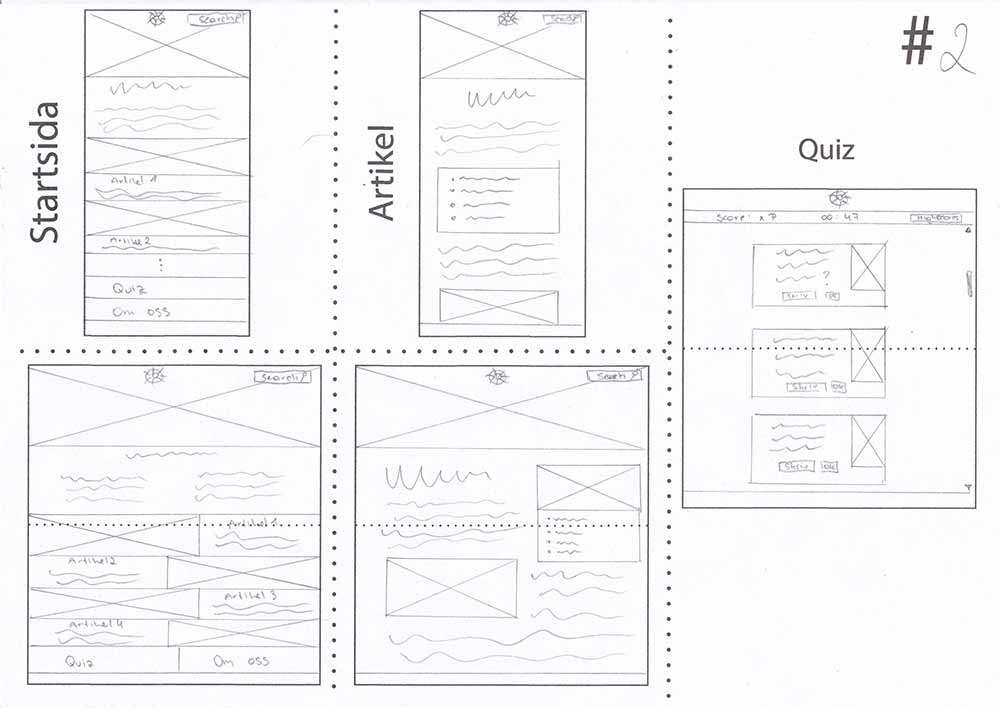 # 2
Startsida
Search
Artikel 1
Artikel 2
Quiz
Om oss
Artikel
Search
Quiz
Score: x P 00:47 Highscores
?
Skriv OK
Skriv OK
Skriv OK
Search
Artikel 1
Artikel 2
Artikel 3
Artikel 4
Quiz Om oss
Search